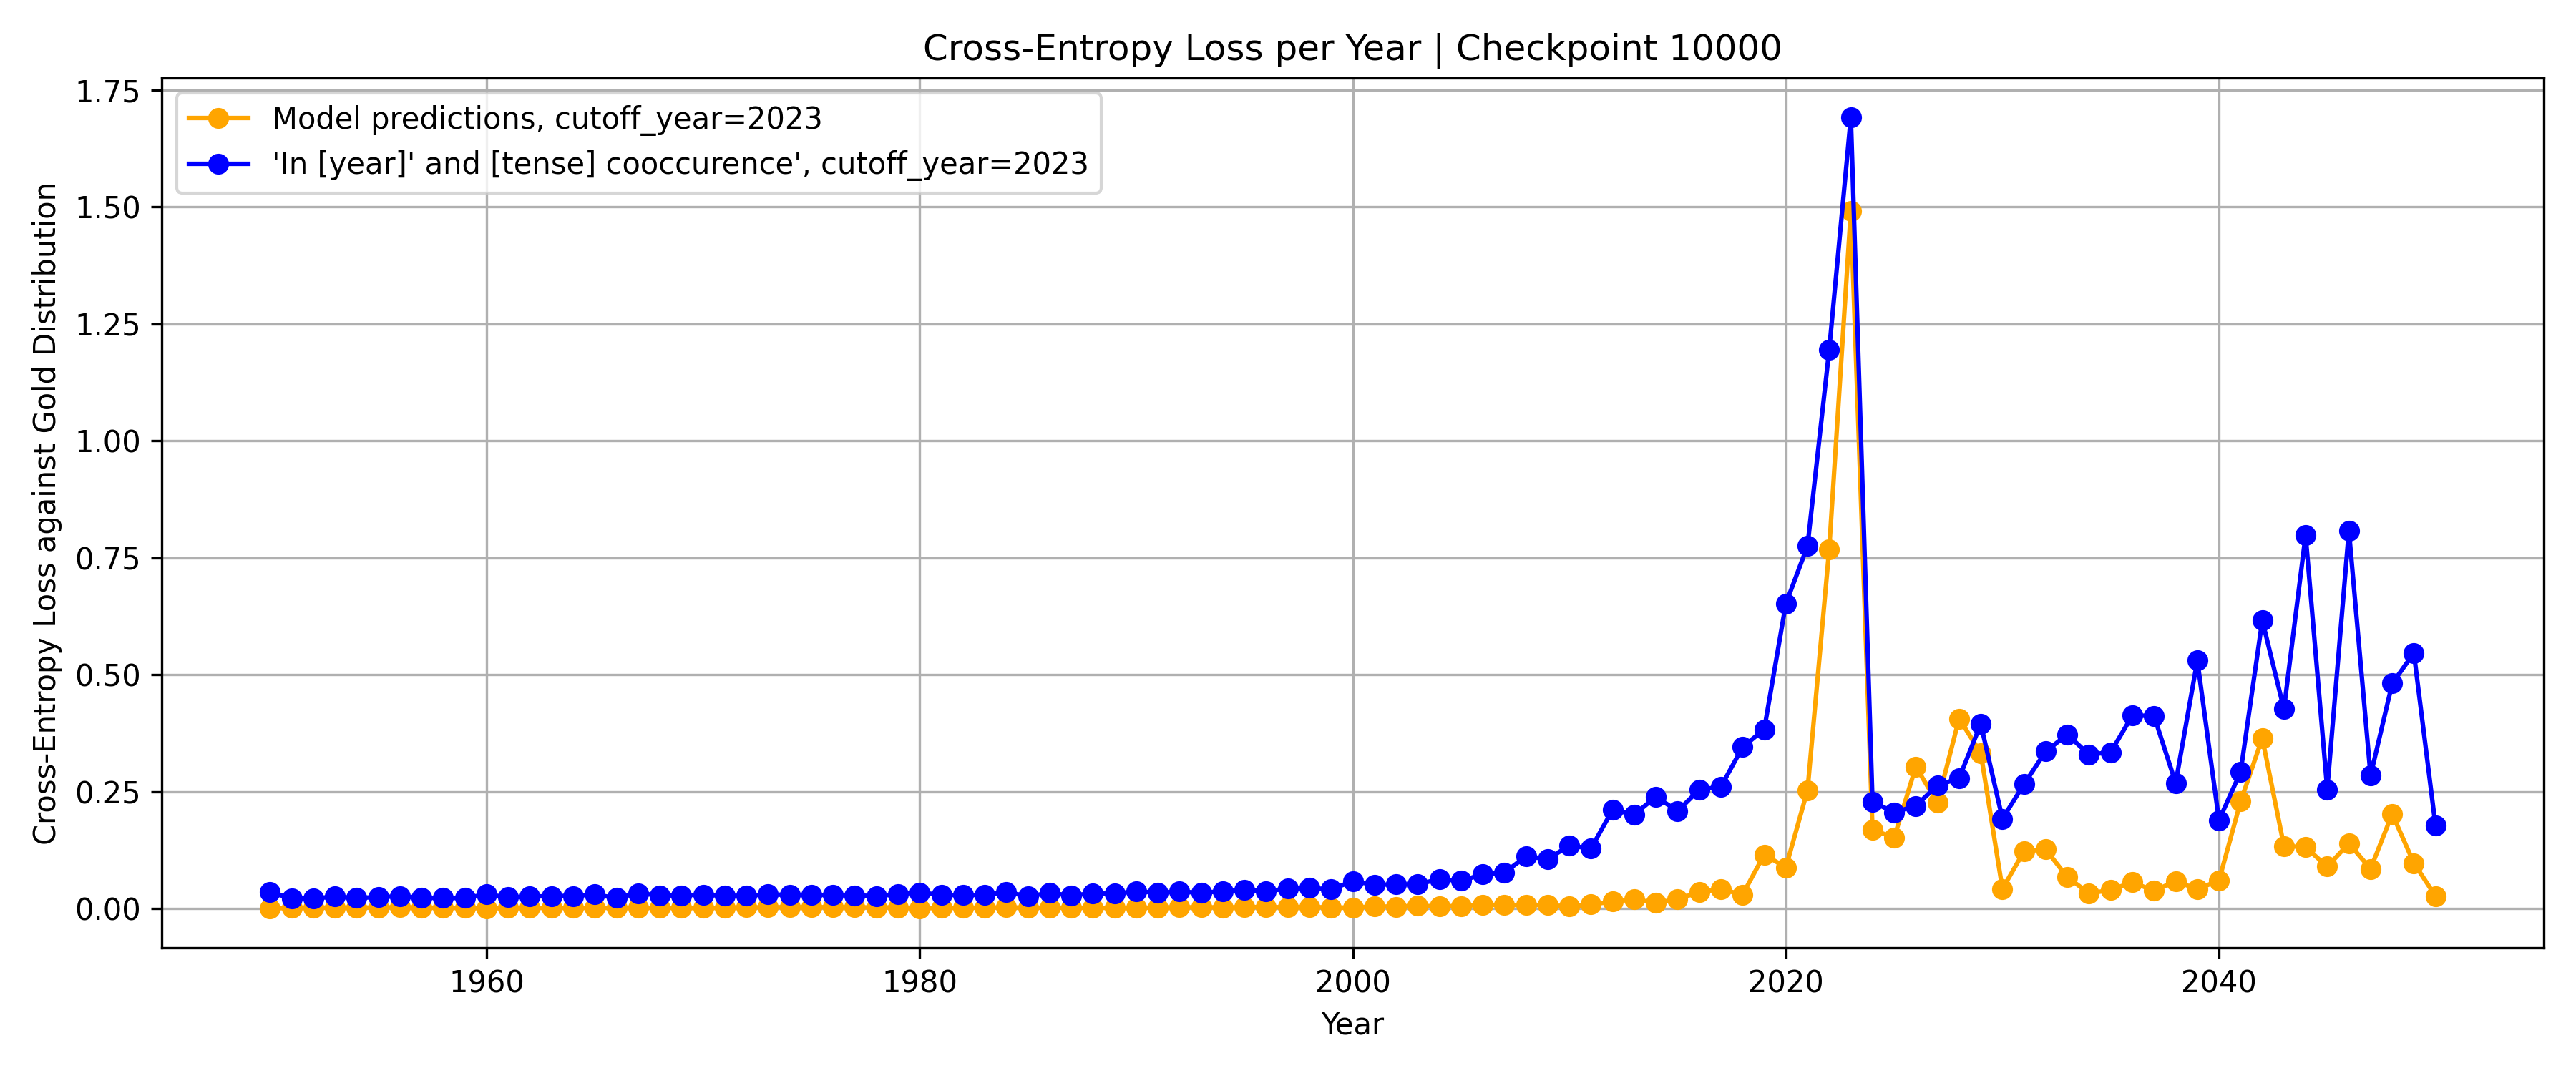 Cross-Entropy Loss per Year | Checkpoint 10000
Cross-Entropy Loss against Gold Distribution
1.75
1.50
1.25
1.00
0.75
0.50
0.25
0.00
Model predictions, cutoff_year=2023
'In [year]' and [tense] cooccurence', cutoff_year=2023
1960
1980
2000
2020
2040
Year